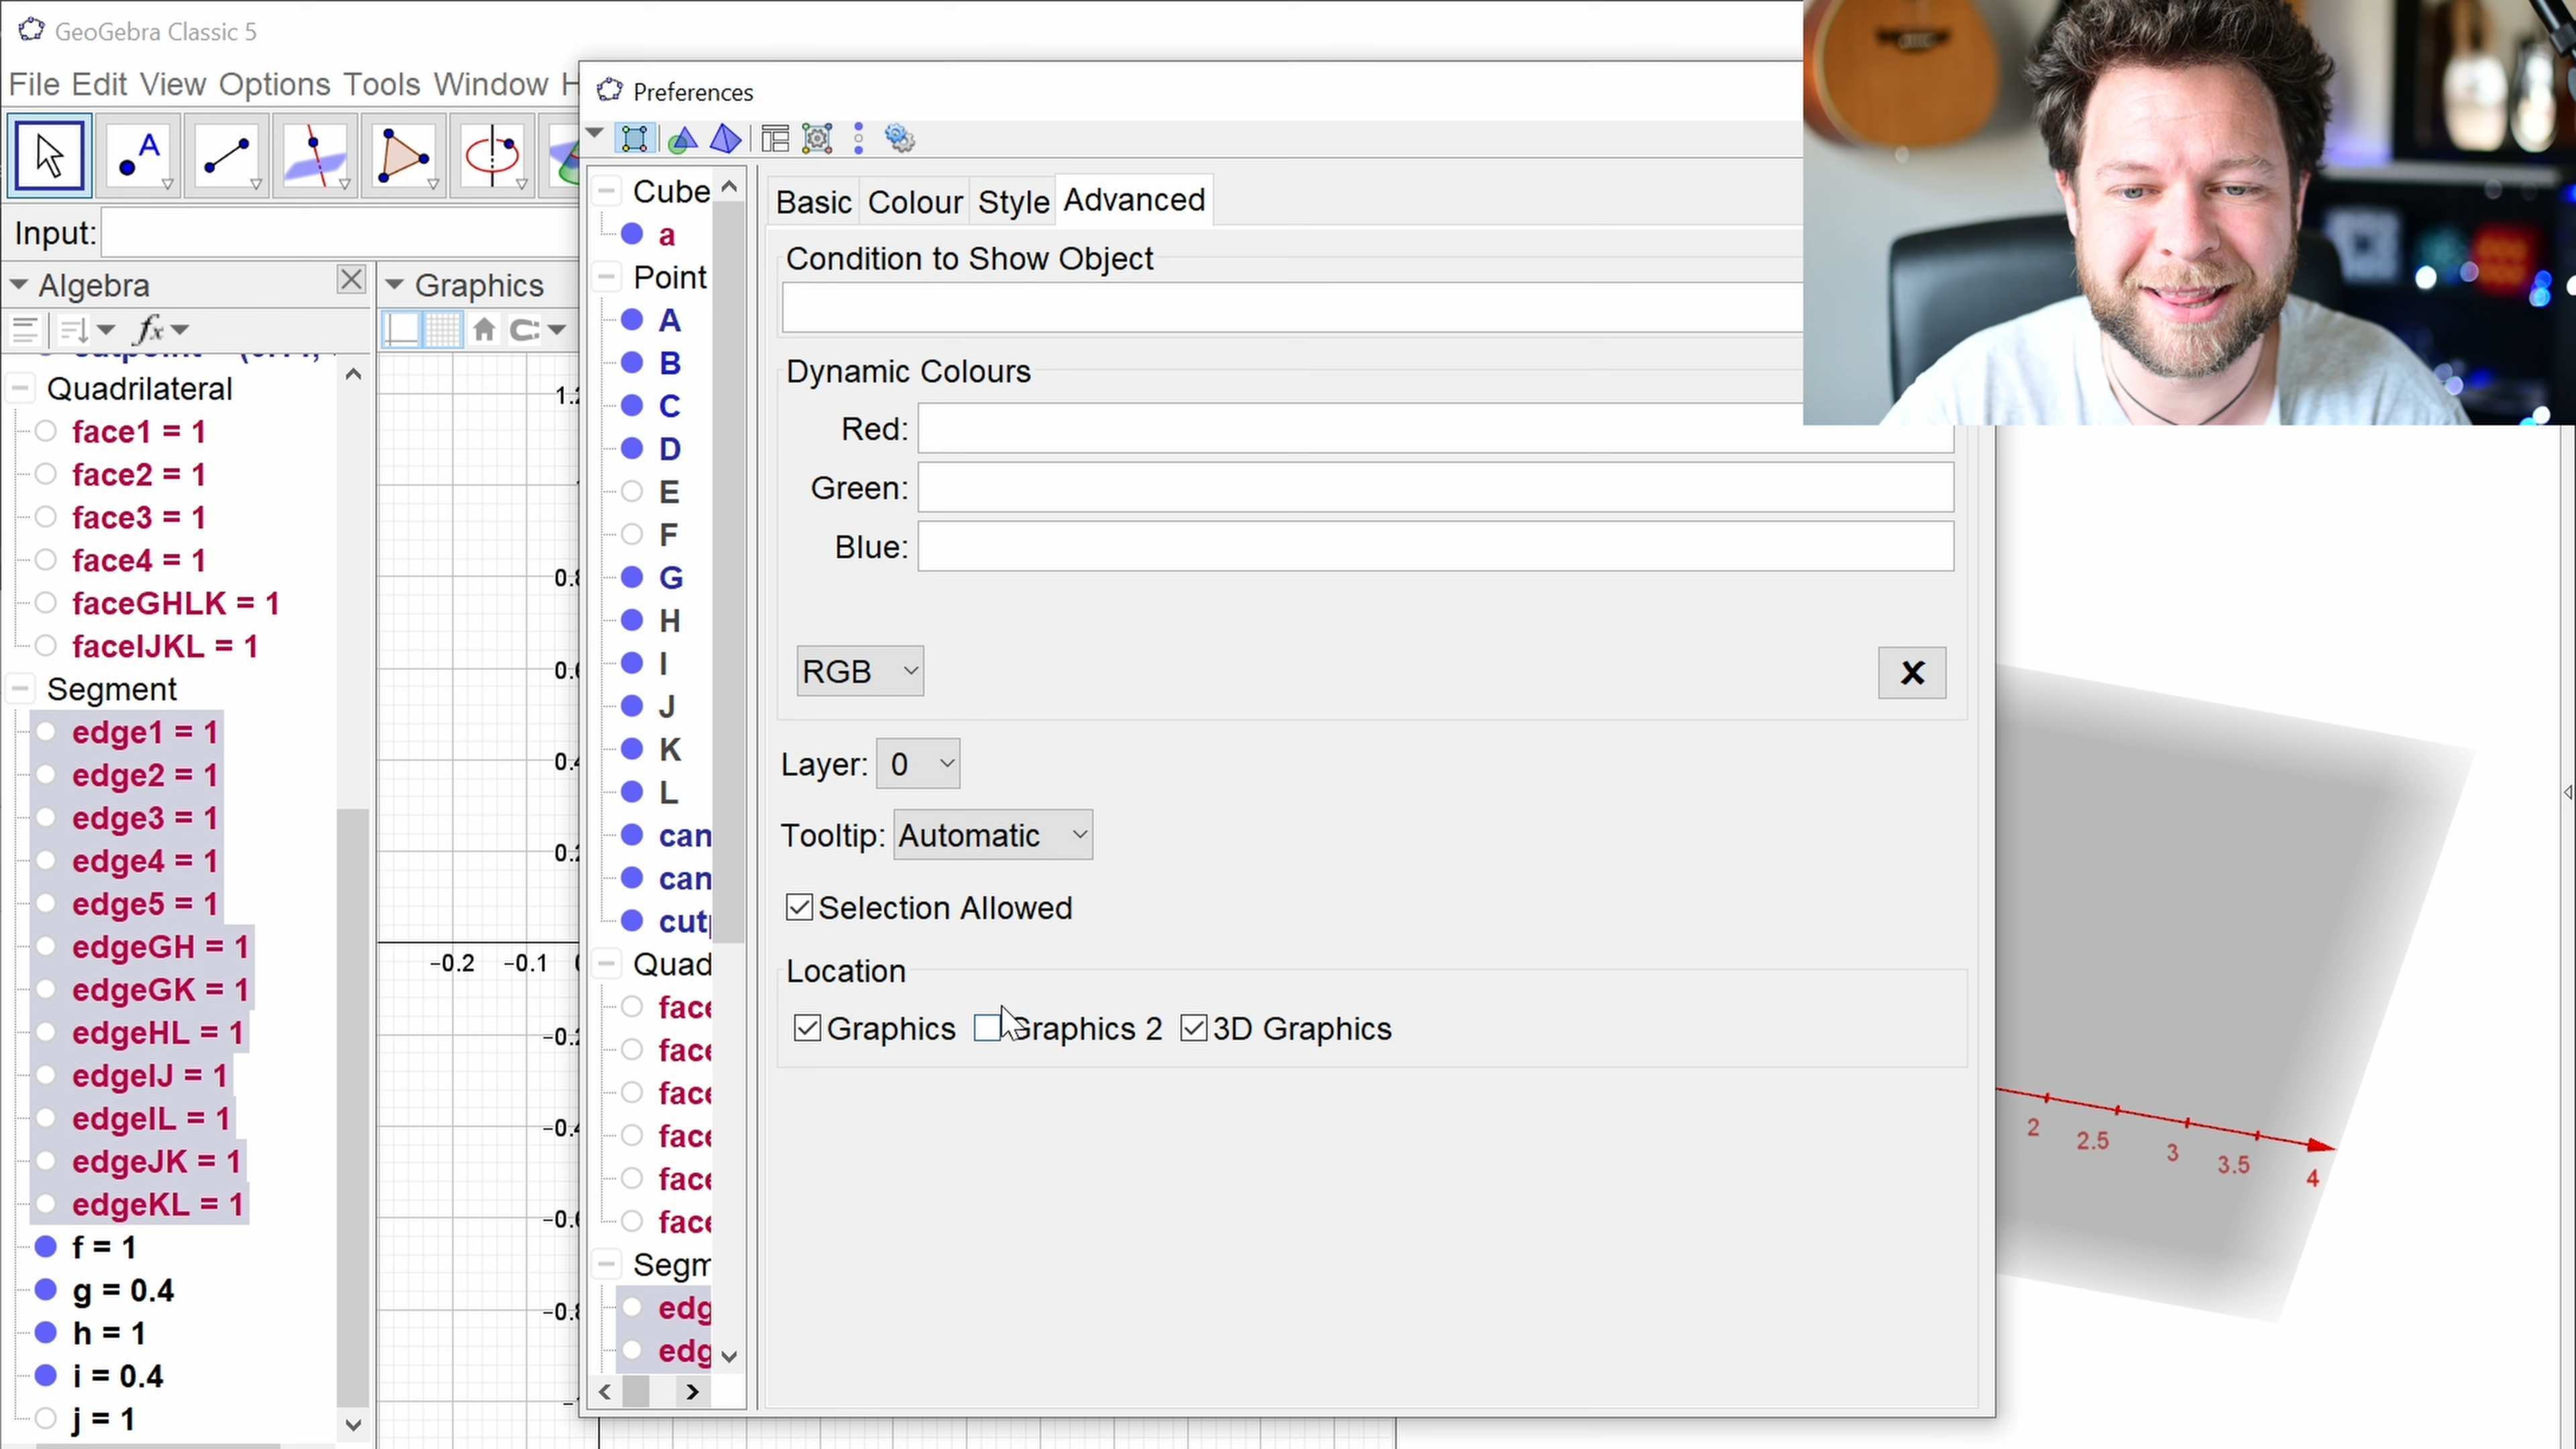 GeoGebra Classic 5
File Edit View Options Tools Window H
A
Input:
Algebra
Graphics
fx
Quadrilateral
face1 = 1
face2 = 1
face3 = 1
face4 = 1
faceGHLK = 1
faceIJKL = 1
Segment
edge1 = 1
edge2 = 1
edge3 = 1
edge4 = 1
edge5 = 1
edgeGH = 1
edgeGK = 1
edgeHL = 1
edgeIJ = 1
edgeIL = 1
edgeJK = 1
edgeKL = 1
f = 1
g = 0.4
h = 1
i = 0.4
j = 1
−0.2 −0.1
Preferences
Cube
a
Point
A
B
C
D
E
F
G
H
I
J
K
L
can
can
cut
Quad
face
face
face
face
face
face
Segm
edg
edg
Basic Colour Style Advanced
Condition to Show Object
Dynamic Colours
Red:
Green:
Blue:
RGB
Layer: 0
Tooltip: Automatic
Selection Allowed
Location
Graphics Graphics 2 3D Graphics
2 2.5 3 3.5 4